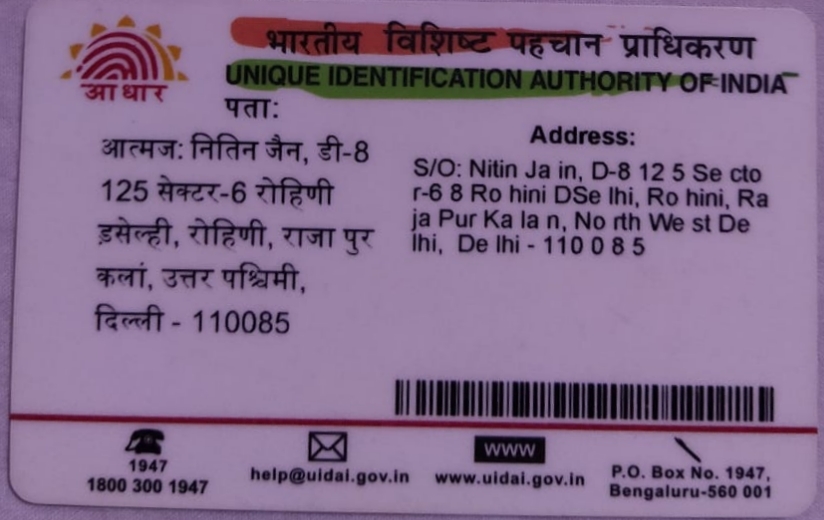 भारतीय विशिष्ट पहचान प्राधिकरण
UNIQUE IDENTIFICATION AUTHORITY OF INDIA
आधार
पता:
आत्मज: नितिन जैन, डी-8
125 सेक्टर-6 रोहिणी
ड़सेल्ही, रोहिणी, राजा पुर
कलां, उत्तर पश्चिमी,
दिल्ली - 110085
Address:
S/O: Nitin Ja in, D-8 12 5 Se cto
r-6 8 Ro hini DSe lhi, Ro hini, Ra
ja Pur Ka la n, No rth We st De
lhi, De lhi - 110 0 8 5
1947
1800 300 1947
help@uidai.gov.in
www
www.uidai.gov.in
P.O. Box No. 1947,
Bengaluru-560 001